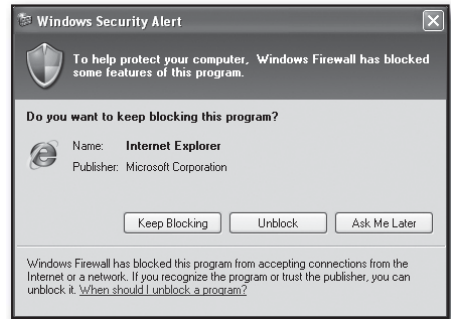 Windows Security Alert
To help protect your computer, Windows Firewall has blocked
some features of this program.
Do you want to keep blocking this program?
Name: Internet Explorer
Publisher: Microsoft Corporation
Keep Blocking Unblock Ask Me Later
Windows Firewall has blocked this program from accepting connections from the
Internet or a network. If you recognize the program or trust the publisher, you can
unblock it. When should I unblock a program?